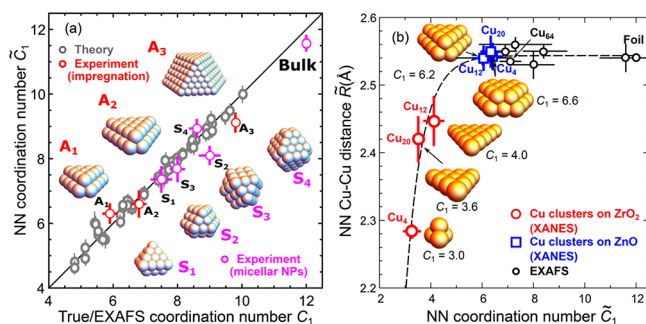 (a)
Theory
Experiment
(impregnation)
A₃
Bulk
A₂
A₁
S₄
A₃
S₂
A₁
A₂
S₁
S₃
S₄
S₃
S₂
S₁
Experiment
(micellar NPs)
12
10
8
6
4
4 6 8 10 12
NN coordination number C̃₁
True/EXAFS coordination number C₁
(b)
Cu₂₀
Cu₆₄
Foil
Cu₁₂
Cu₄
C₁ = 6.2
C₁ = 6.6
Cu₁₂
Cu₂₀
C₁ = 4.0
C₁ = 3.6
Cu₄
C₁ = 3.0
Cu clusters on ZrO₂
(XANES)
Cu clusters on ZnO
(XANES)
EXAFS
2.6
2.5
2.4
2.3
2.2
2 4 6 8 10 12
NN Cu-Cu distance R̃(Å)
NN coordination number C̃₁